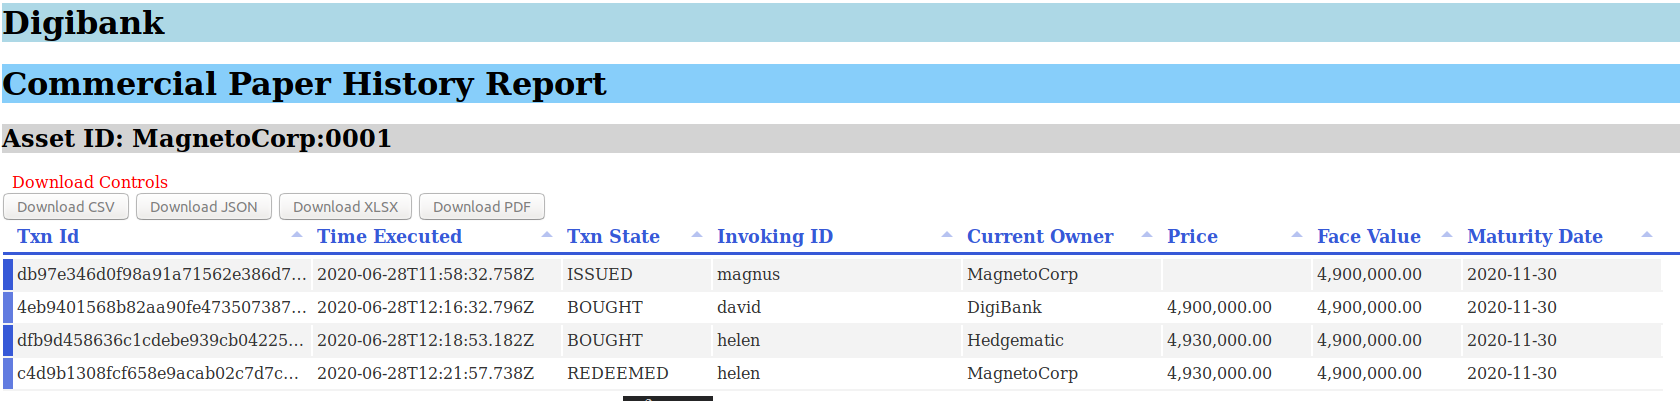 Digibank
Commercial Paper History Report
Asset ID: MagnetoCorp:0001
Download Controls
Download CSV Download JSON Download XLSX Download PDF
Txn Id Time Executed Txn State Invoking ID Current Owner Price Face Value Maturity Date
db97e346d0f98a91a71562e386d7... 2020-06-28T11:58:32.758Z ISSUED magnus MagnetoCorp 4,900,000.00 2020-11-30
4eb9401568b82aa90fe473507387... 2020-06-28T12:16:32.796Z BOUGHT david DigiBank 4,900,000.00 4,900,000.00 2020-11-30
dfb9d458636c1cdebe939cb04225... 2020-06-28T12:18:53.182Z BOUGHT helen Hedgematic 4,930,000.00 4,900,000.00 2020-11-30
c4d9b1308fcf658e9acab02c7d7c... 2020-06-28T12:21:57.738Z REDEEMED helen MagnetoCorp 4,930,000.00 4,900,000.00 2020-11-30